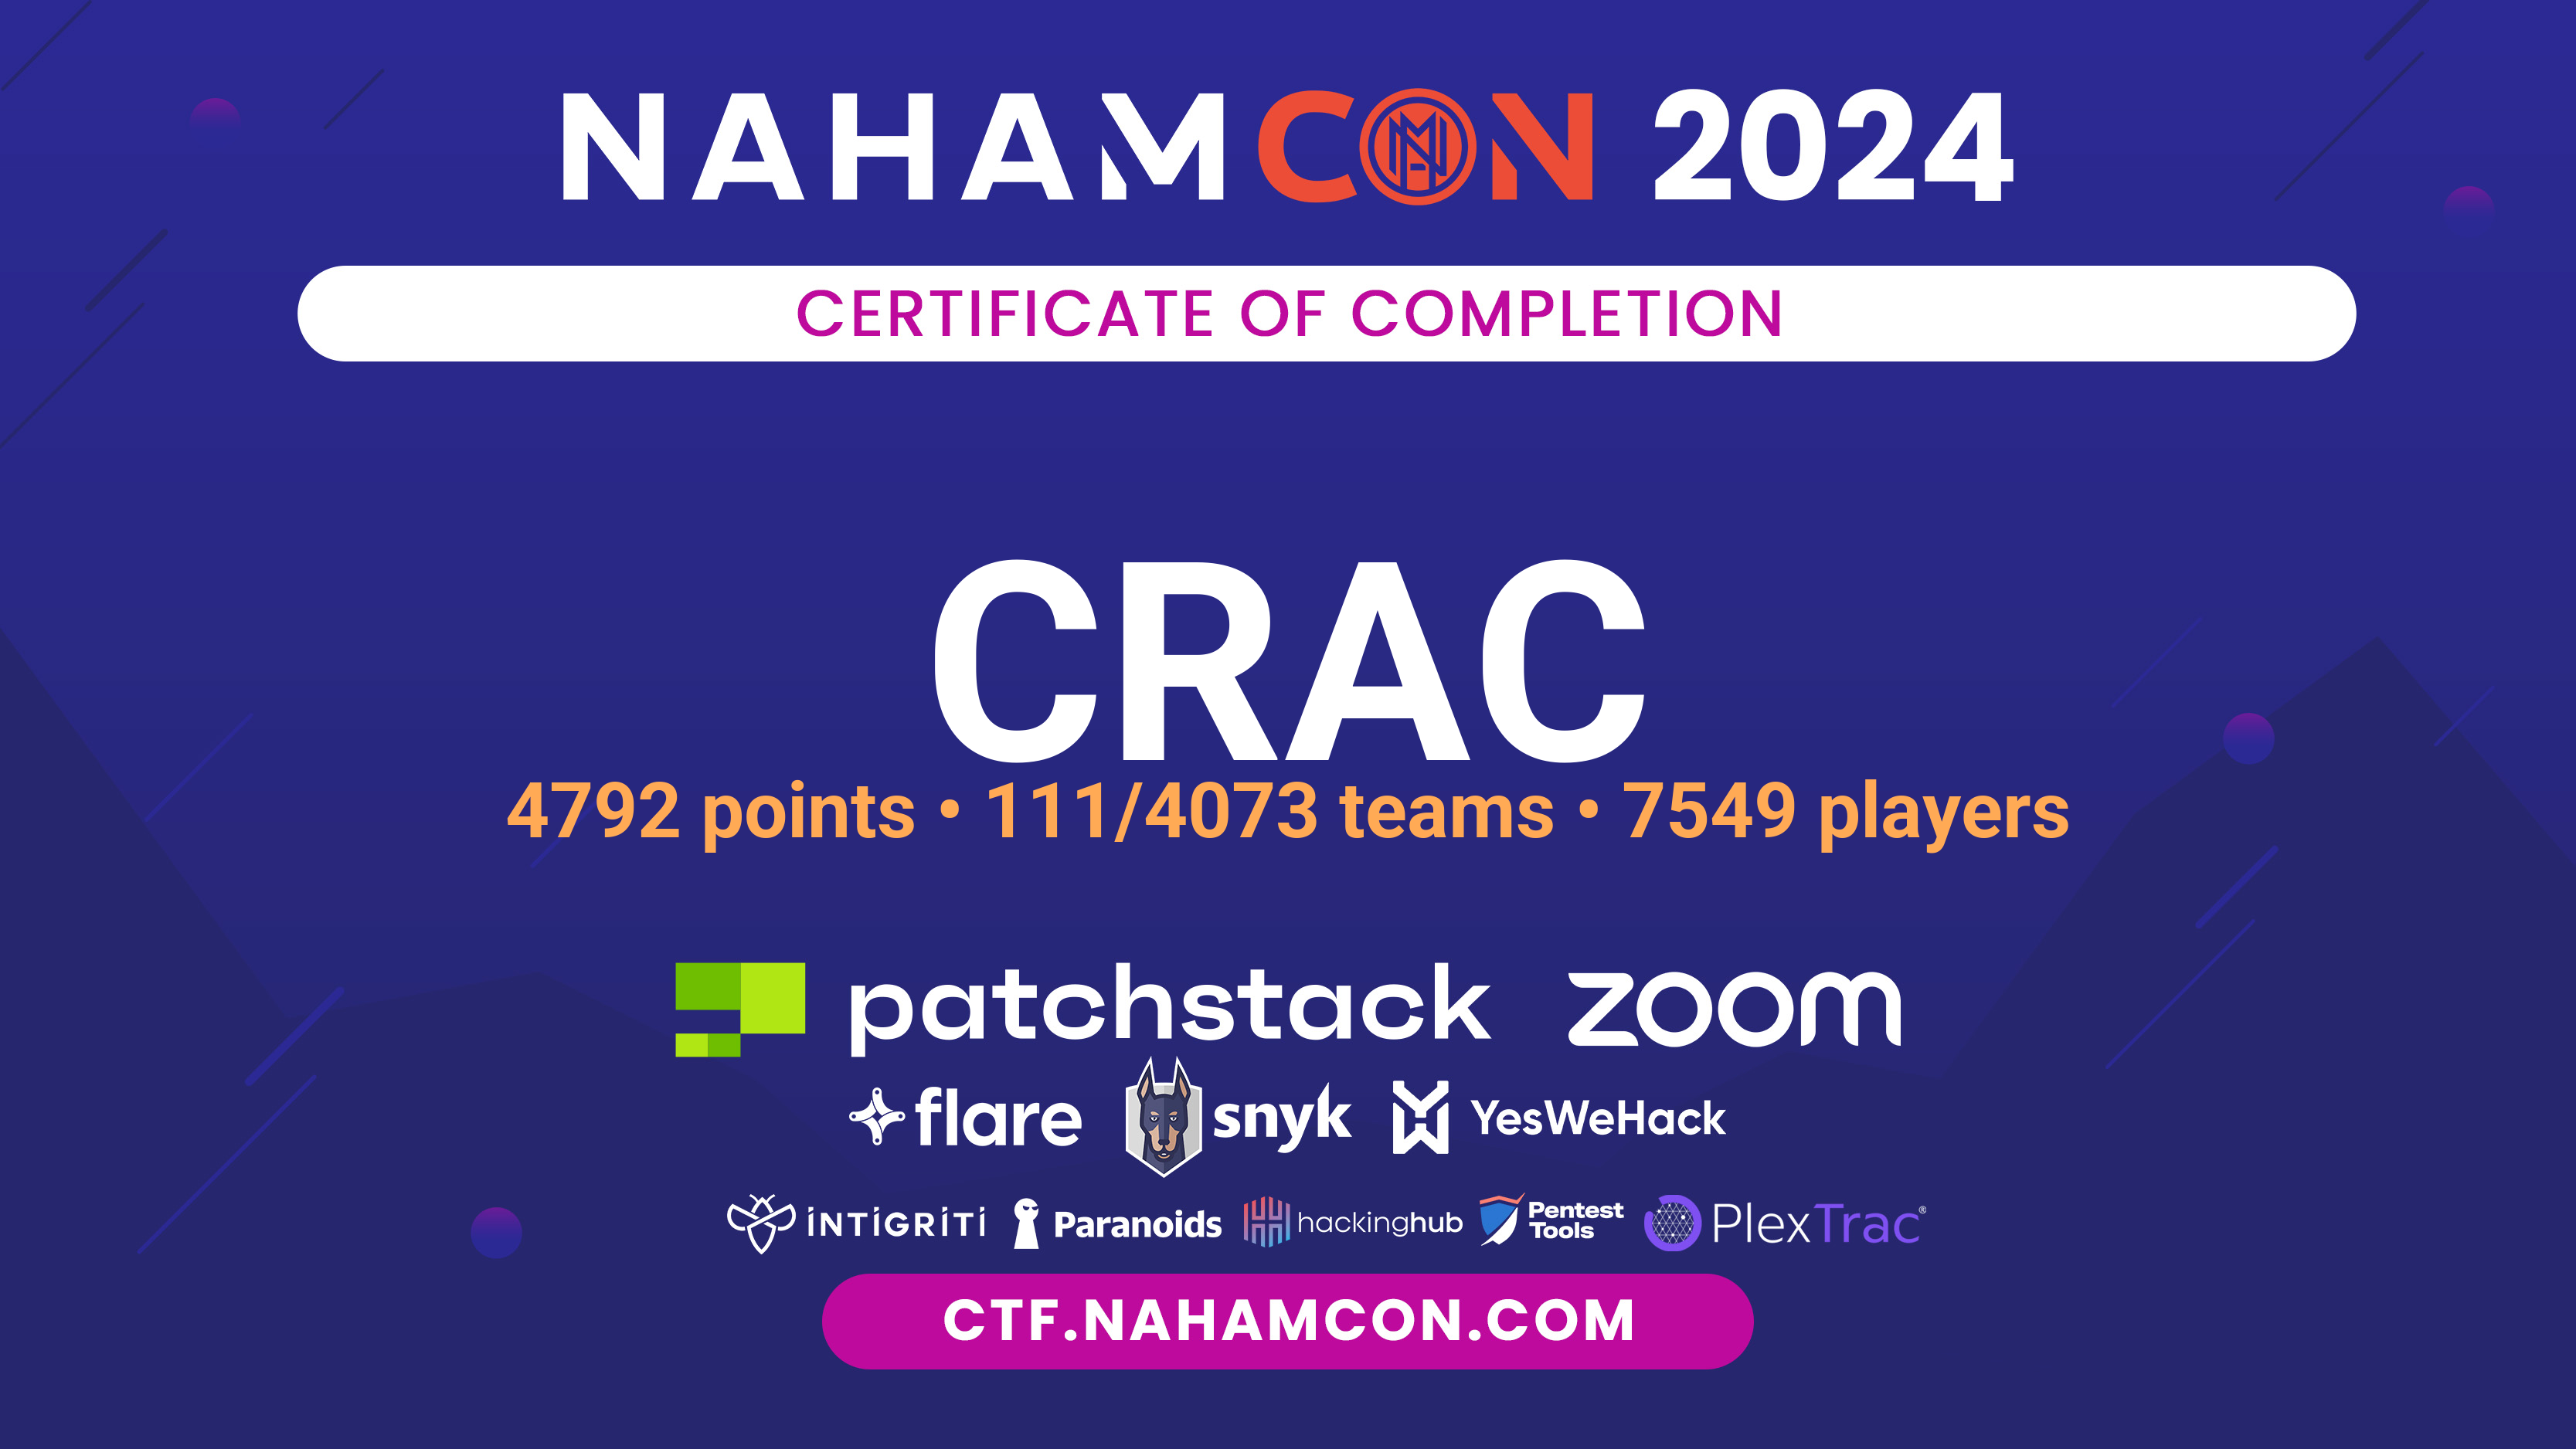 NAHAMCON 2024
CERTIFICATE OF COMPLETION
CRAC
4792 points • 111/4073 teams • 7549 players
patchstack zoom
flare snyk YesWeHack
INTIGRITI Paranoids hackinghub Pentest Tools PlexTrac®
CTF.NAHAMCON.COM